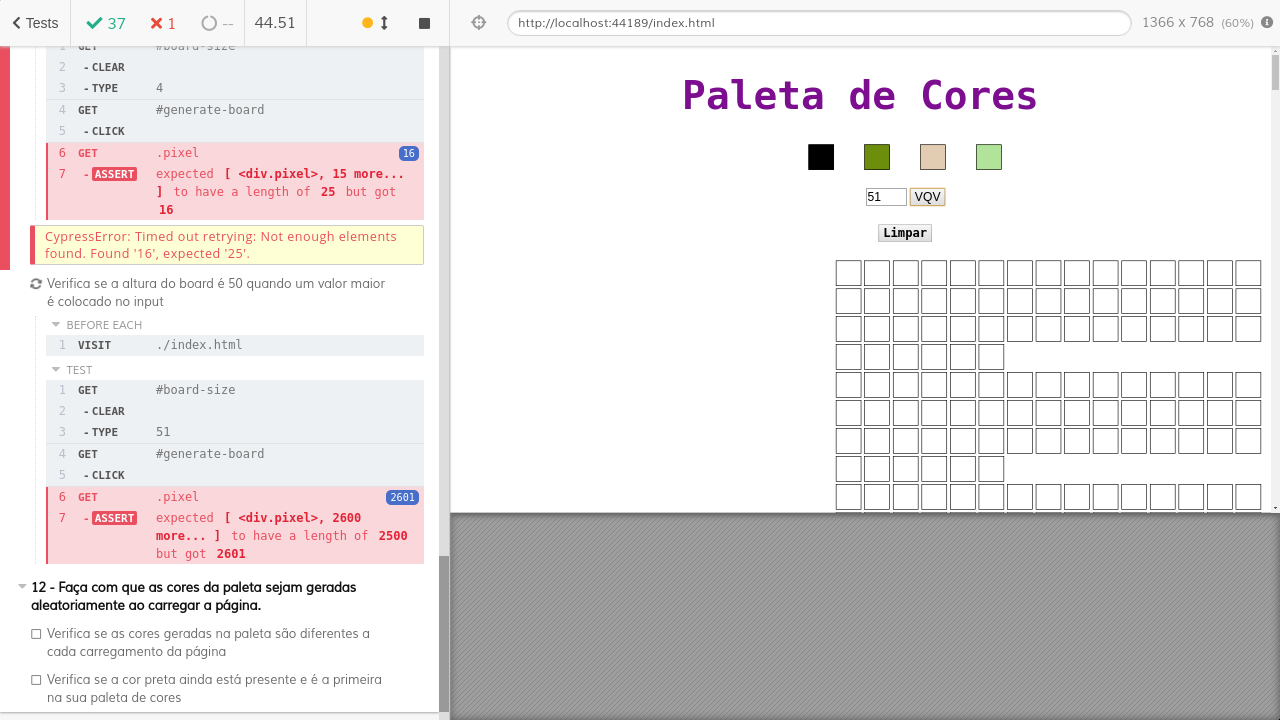 Tests 37 1 -- 44.51
http://localhost:44189/index.html 1366 x 768 (60%)
1 GET #board-size
2 - CLEAR
3 - TYPE 4
4 GET #generate-board
5 - CLICK
6 GET .pixel 16
7 - ASSERT expected [ <div.pixel>, 15 more...
] to have a length of 25 but got
16
CypressError: Timed out retrying: Not enough elements
found. Found '16', expected '25'.
Verifica se a altura do board é 50 quando um valor maior
é colocado no input
BEFORE EACH
1 VISIT ./index.html
TEST
1 GET #board-size
2 - CLEAR
3 - TYPE 51
4 GET #generate-board
5 - CLICK
6 GET .pixel 2601
7 - ASSERT expected [ <div.pixel>, 2600
more... ] to have a length of 2500
but got 2601
12 - Faça com que as cores da paleta sejam geradas
aleatoriamente ao carregar a página.
Verifica se as cores geradas na paleta são diferentes a
cada carregamento da página
Verifica se a cor preta ainda está presente e é a primeira
na sua paleta de cores
Paleta de Cores
51 VQV
Limpar